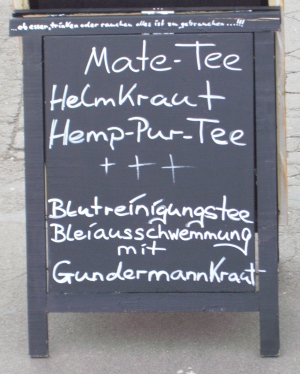 ..ob essen, trinken oder rauchen alles ist zu gebrauchen...!!!
Mate-Tee
HelmKraut
Hemp-Pur-Tee
+++
Blutreinigungstee
Bleiausschwemmung
mit
GundermannKraut